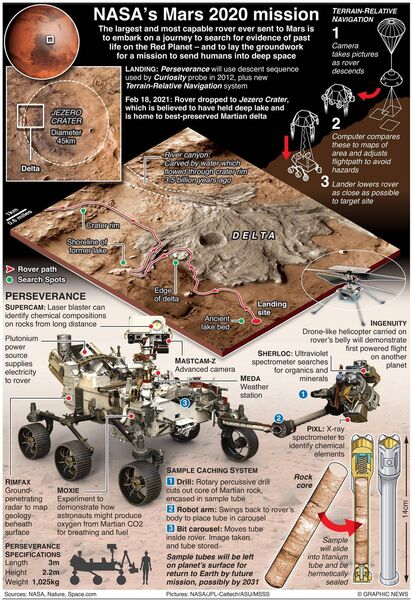 NASA's Mars 2020 mission
The largest and most capable rover ever sent to Mars is
to embark on a journey to search for evidence of past
life on the Red Planet – and to lay the groundwork
for a mission to send humans into deep space
LANDING: Perseverance will use descent sequence
used by Curiosity probe in 2012, plus new
Terrain-Relative Navigation system
Feb 18, 2021: Rover dropped to Jezero Crater,
which is believed to have held deep lake and
is home to best-preserved Martian delta
TERRAIN-RELATIVE
NAVIGATION
1
Camera
takes pictures
as rover
descends
2
Computer compares
these to maps of
area and adjusts
flightpath to avoid
hazards
3 Lander lowers rover
as close as possible
to target site
JEZERO
CRATER
Diameter
45km
Delta
River canyon:
Carved by water which
flowed through crater rim
3.5 billion years ago
1km
0.6 miles
Crater rim
DELTA
Shoreline of
former lake
Rover path
Search Spots
Edge
of delta
Ancient
lake bed
Landing
site
PERSEVERANCE
SUPERCAM: Laser blaster can
identify chemical compositions
on rocks from long distance
Plutonium
power
source
supplies
electricity
to rover
MASTCAM-Z
Advanced camera
MEDA
Weather
station
INGENUITY
Drone-like helicopter carried on
rover's belly will demonstrate
first powered flight
on another
planet
SHERLOC: Ultraviolet
spectrometer searches
for organics and
minerals
1
2
3
PIXL: X-ray
spectrometer to
identify chemical
elements
RIMFAX
Ground-
penetrating
radar to map
geology
beneath
surface
MOXIE
Experiment to
demonstrate how
astronauts might produce
oxygen from Martian CO2
for breathing and fuel
SAMPLE CACHING SYSTEM
1 Drill: Rotary percussive drill
cuts out core of Martian rock,
encased in sample tube
2 Robot arm: Swings back to rover's
body to place tube in carousel
3 Bit carousel: Moves tube
inside rover. Image taken,
and tube stored
Sample tubes will be left
on planet's surface for
return to Earth by future
mission, possibly by 2031
Rock
core
14cm
Sample
will slide
into titanium
tube and be
hermetically
sealed
PERSEVERANCE
SPECIFICATIONS
Length 3m
Height 2.2m
Weight 1,025kg
Sources: NASA, Nature, Space.com
Pictures: NASA/JPL-Caltech/ASU/MSSS
© GRAPHIC NEWS